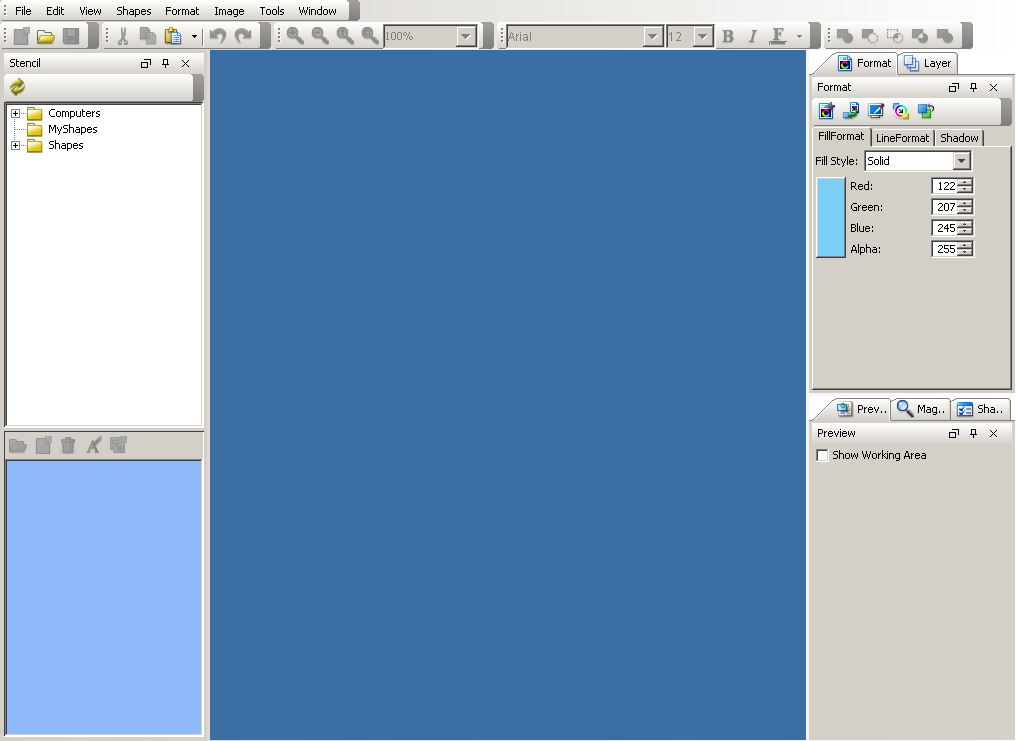 File Edit View Shapes Format Image Tools Window
100% Arial 12 B I F
Stencil
Computers
MyShapes
Shapes
Format Layer
Format
FillFormat LineFormat Shadow
Fill Style: Solid
Red: 122
Green: 207
Blue: 245
Alpha: 255
Prev.. Mag.. Sha..
Preview
Show Working Area